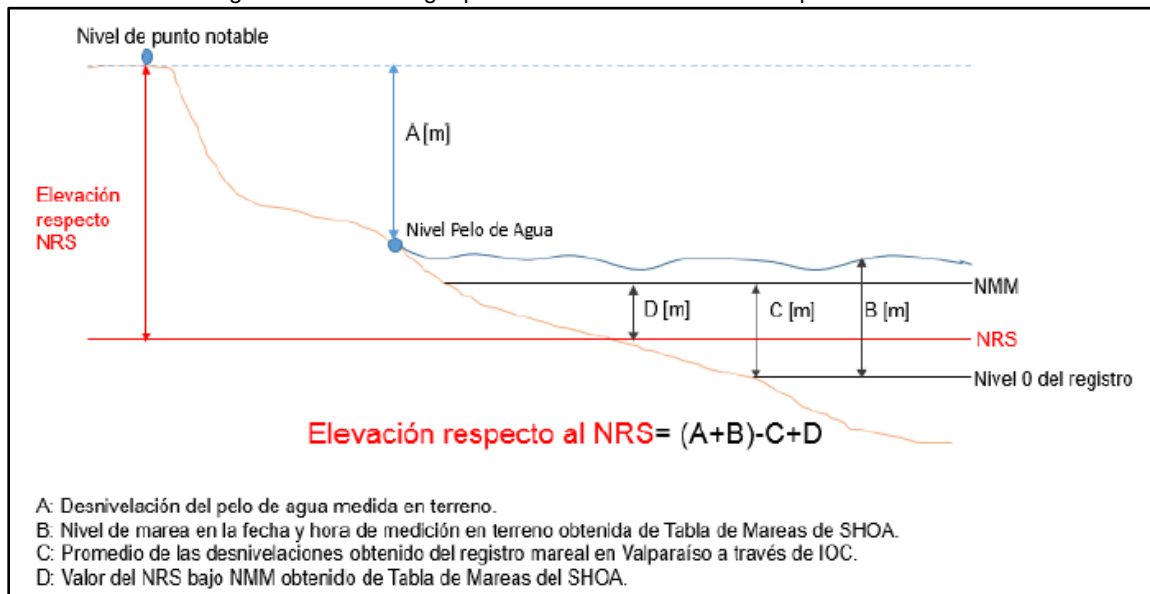 Nivel de punto notable
A [m]
Elevación
respecto
NRS
Nivel Pelo de Agua
NMM
D [m]
C [m]
B [m]
NRS
Nivel 0 del registro
Elevación respecto al NRS= (A+B)-C+D
A: Desnivelación del pelo de agua medida en terreno.
B: Nivel de marea en la fecha y hora de medición en terreno obtenida de Tabla de Mareas de SHOA.
C: Promedio de las desnivelaciones obtenido del registro mareal en Valparaíso a través de IOC.
D: Valor del NRS bajo NMM obtenido de Tabla de Mareas del SHOA.